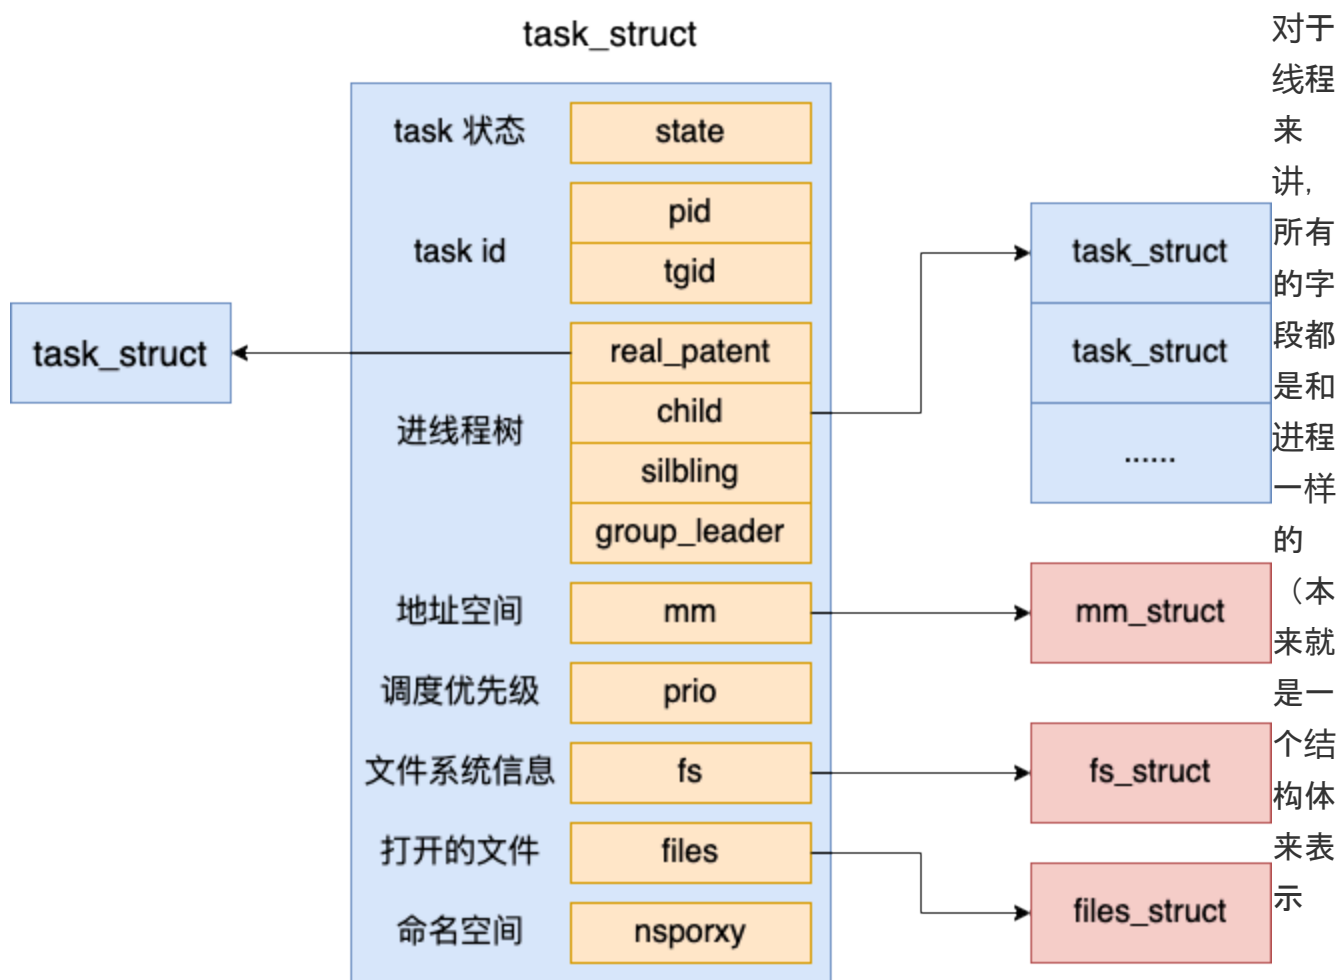 task_struct
task 状态
state
task id
pid
tgid
进线程树
real_patent
child
silbling
group_leader
地址空间
mm
调度优先级
prio
文件系统信息
fs
打开的文件
files
命名空间
nsporxy
task_struct
task_struct
task_struct
......
mm_struct
fs_struct
files_struct
对于
线程
来
讲,
所有
的字
段都
是和
进程
一样
的
（本
来就
是一
个结
构体
来表
示